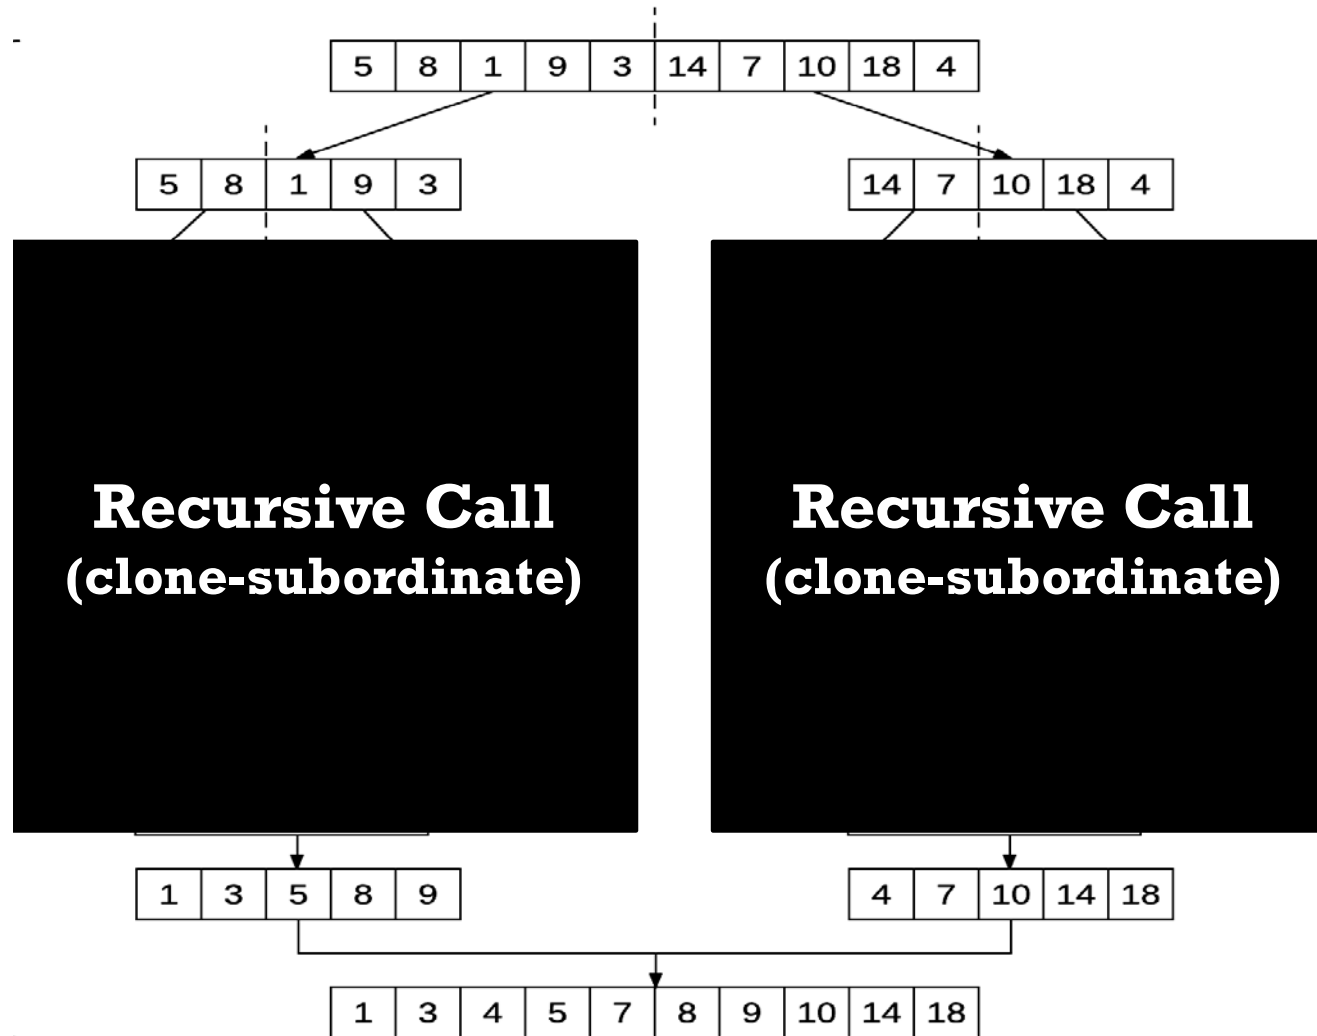 5 8 1 9 3 14 7 10 18 4
5 8 1 9 3
14 7 10 18 4
Recursive Call
(clone-subordinate)
Recursive Call
(clone-subordinate)
1 3 5 8 9
4 7 10 14 18
1 3 4 5 7 8 9 10 14 18